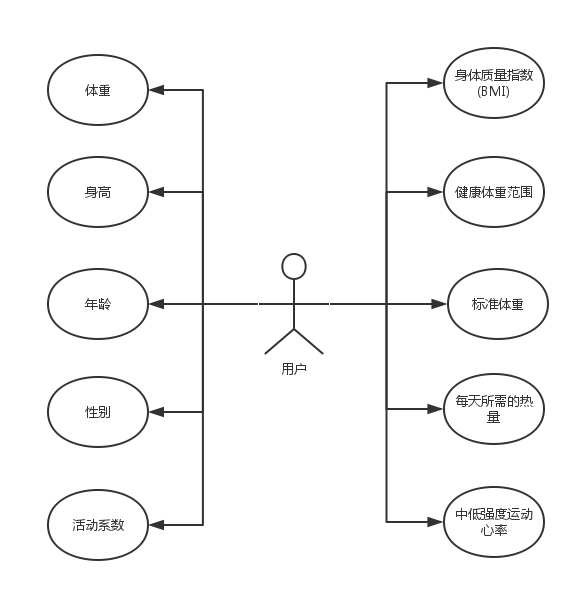 体重
身高
年龄
性别
活动系数
用户
身体质量指数
(BMI)
健康体重范围
标准体重
每天所需的热
量
中低强度运动
心率